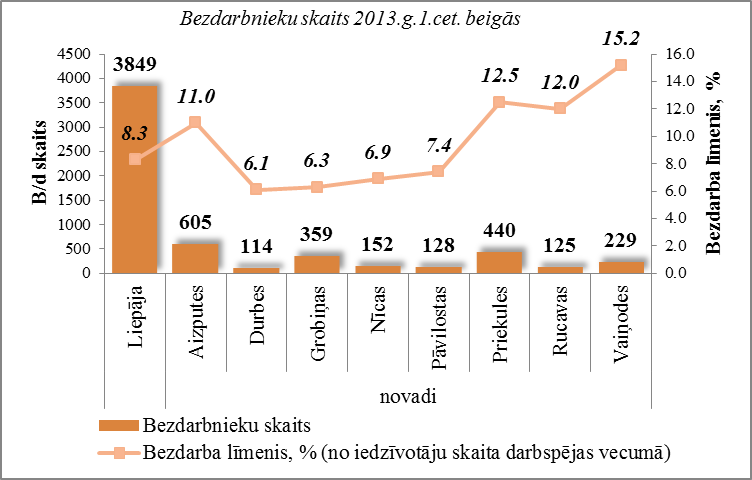 Bezdarbnieku skaits 2013.g.1.cet. beigās
B/d skaits
4500
4000
3500
3000
2500
2000
1500
1000
500
0
3849
605
114
359
152
128
440
125
229
8.3
11.0
6.1
6.3
6.9
7.4
12.5
12.0
15.2
16.0
14.0
12.0
10.0
8.0
6.0
4.0
2.0
0.0
Bezdarba līmenis, %
Liepāja
Aizputes
Durbes
Grobiņas
Nīcas
Pāvilostas
Priekules
Rucavas
Vaiņodes
novadi
Bezdarbnieku skaits
Bezdarba līmenis, % (no iedzīvotāju skaita darbspējas vecumā)